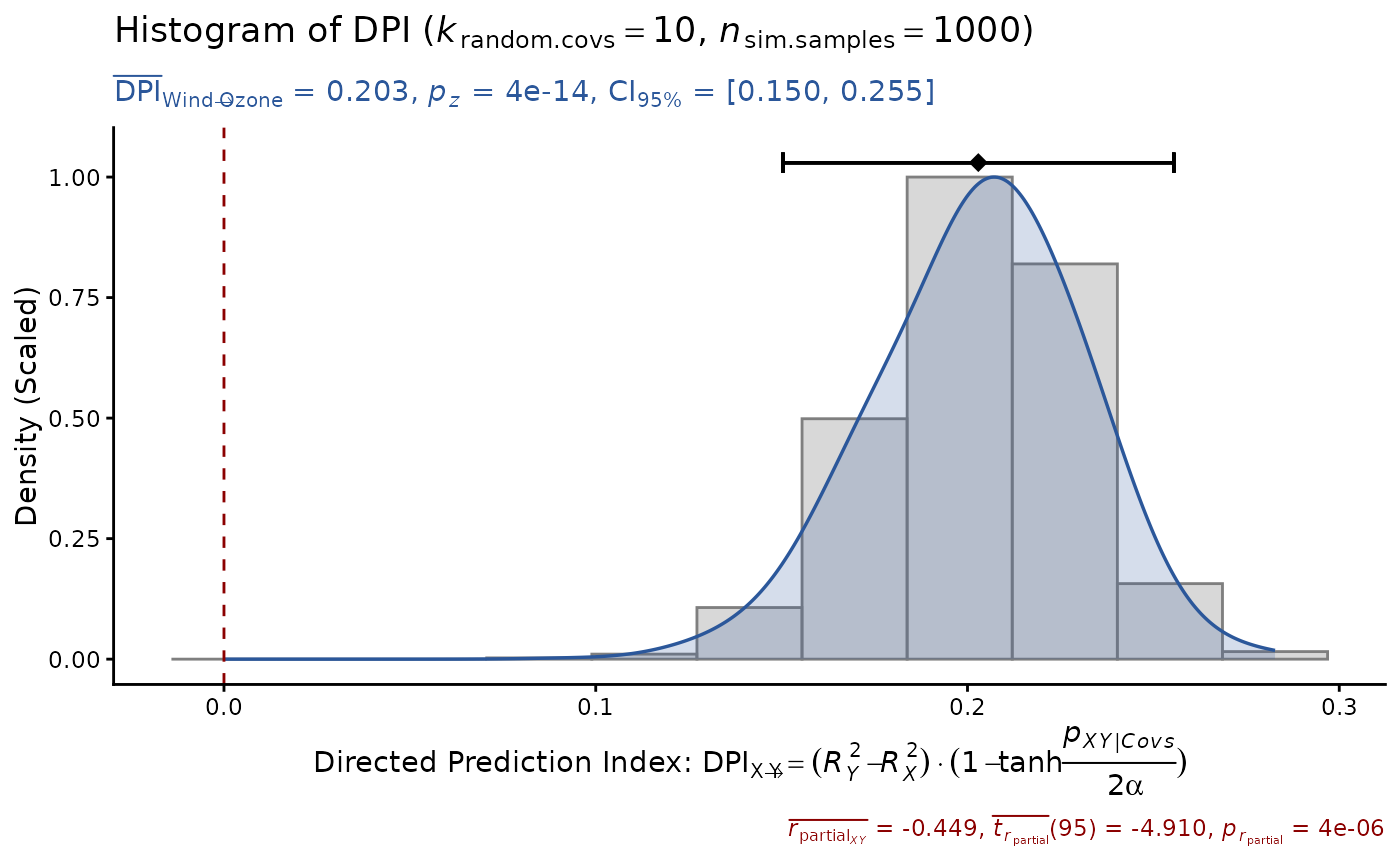 Histogram of DPI (k random.covs = 10, n sim.samples = 1000)
DPI Wind→Ozone = 0.203, p z = 4e-14, CI 95% = [0.150, 0.255]
1.00
0.75
0.50
0.25
0.00
Density (Scaled)
0.0 0.1 0.2 0.3
Directed Prediction Index: DPI X→Y = (R Y 2 − R X 2) · (1 − tanh p XY|Covs / 2α)
r partial XY = -0.449, t r partial (95) = -4.910, p r partial = 4e-06